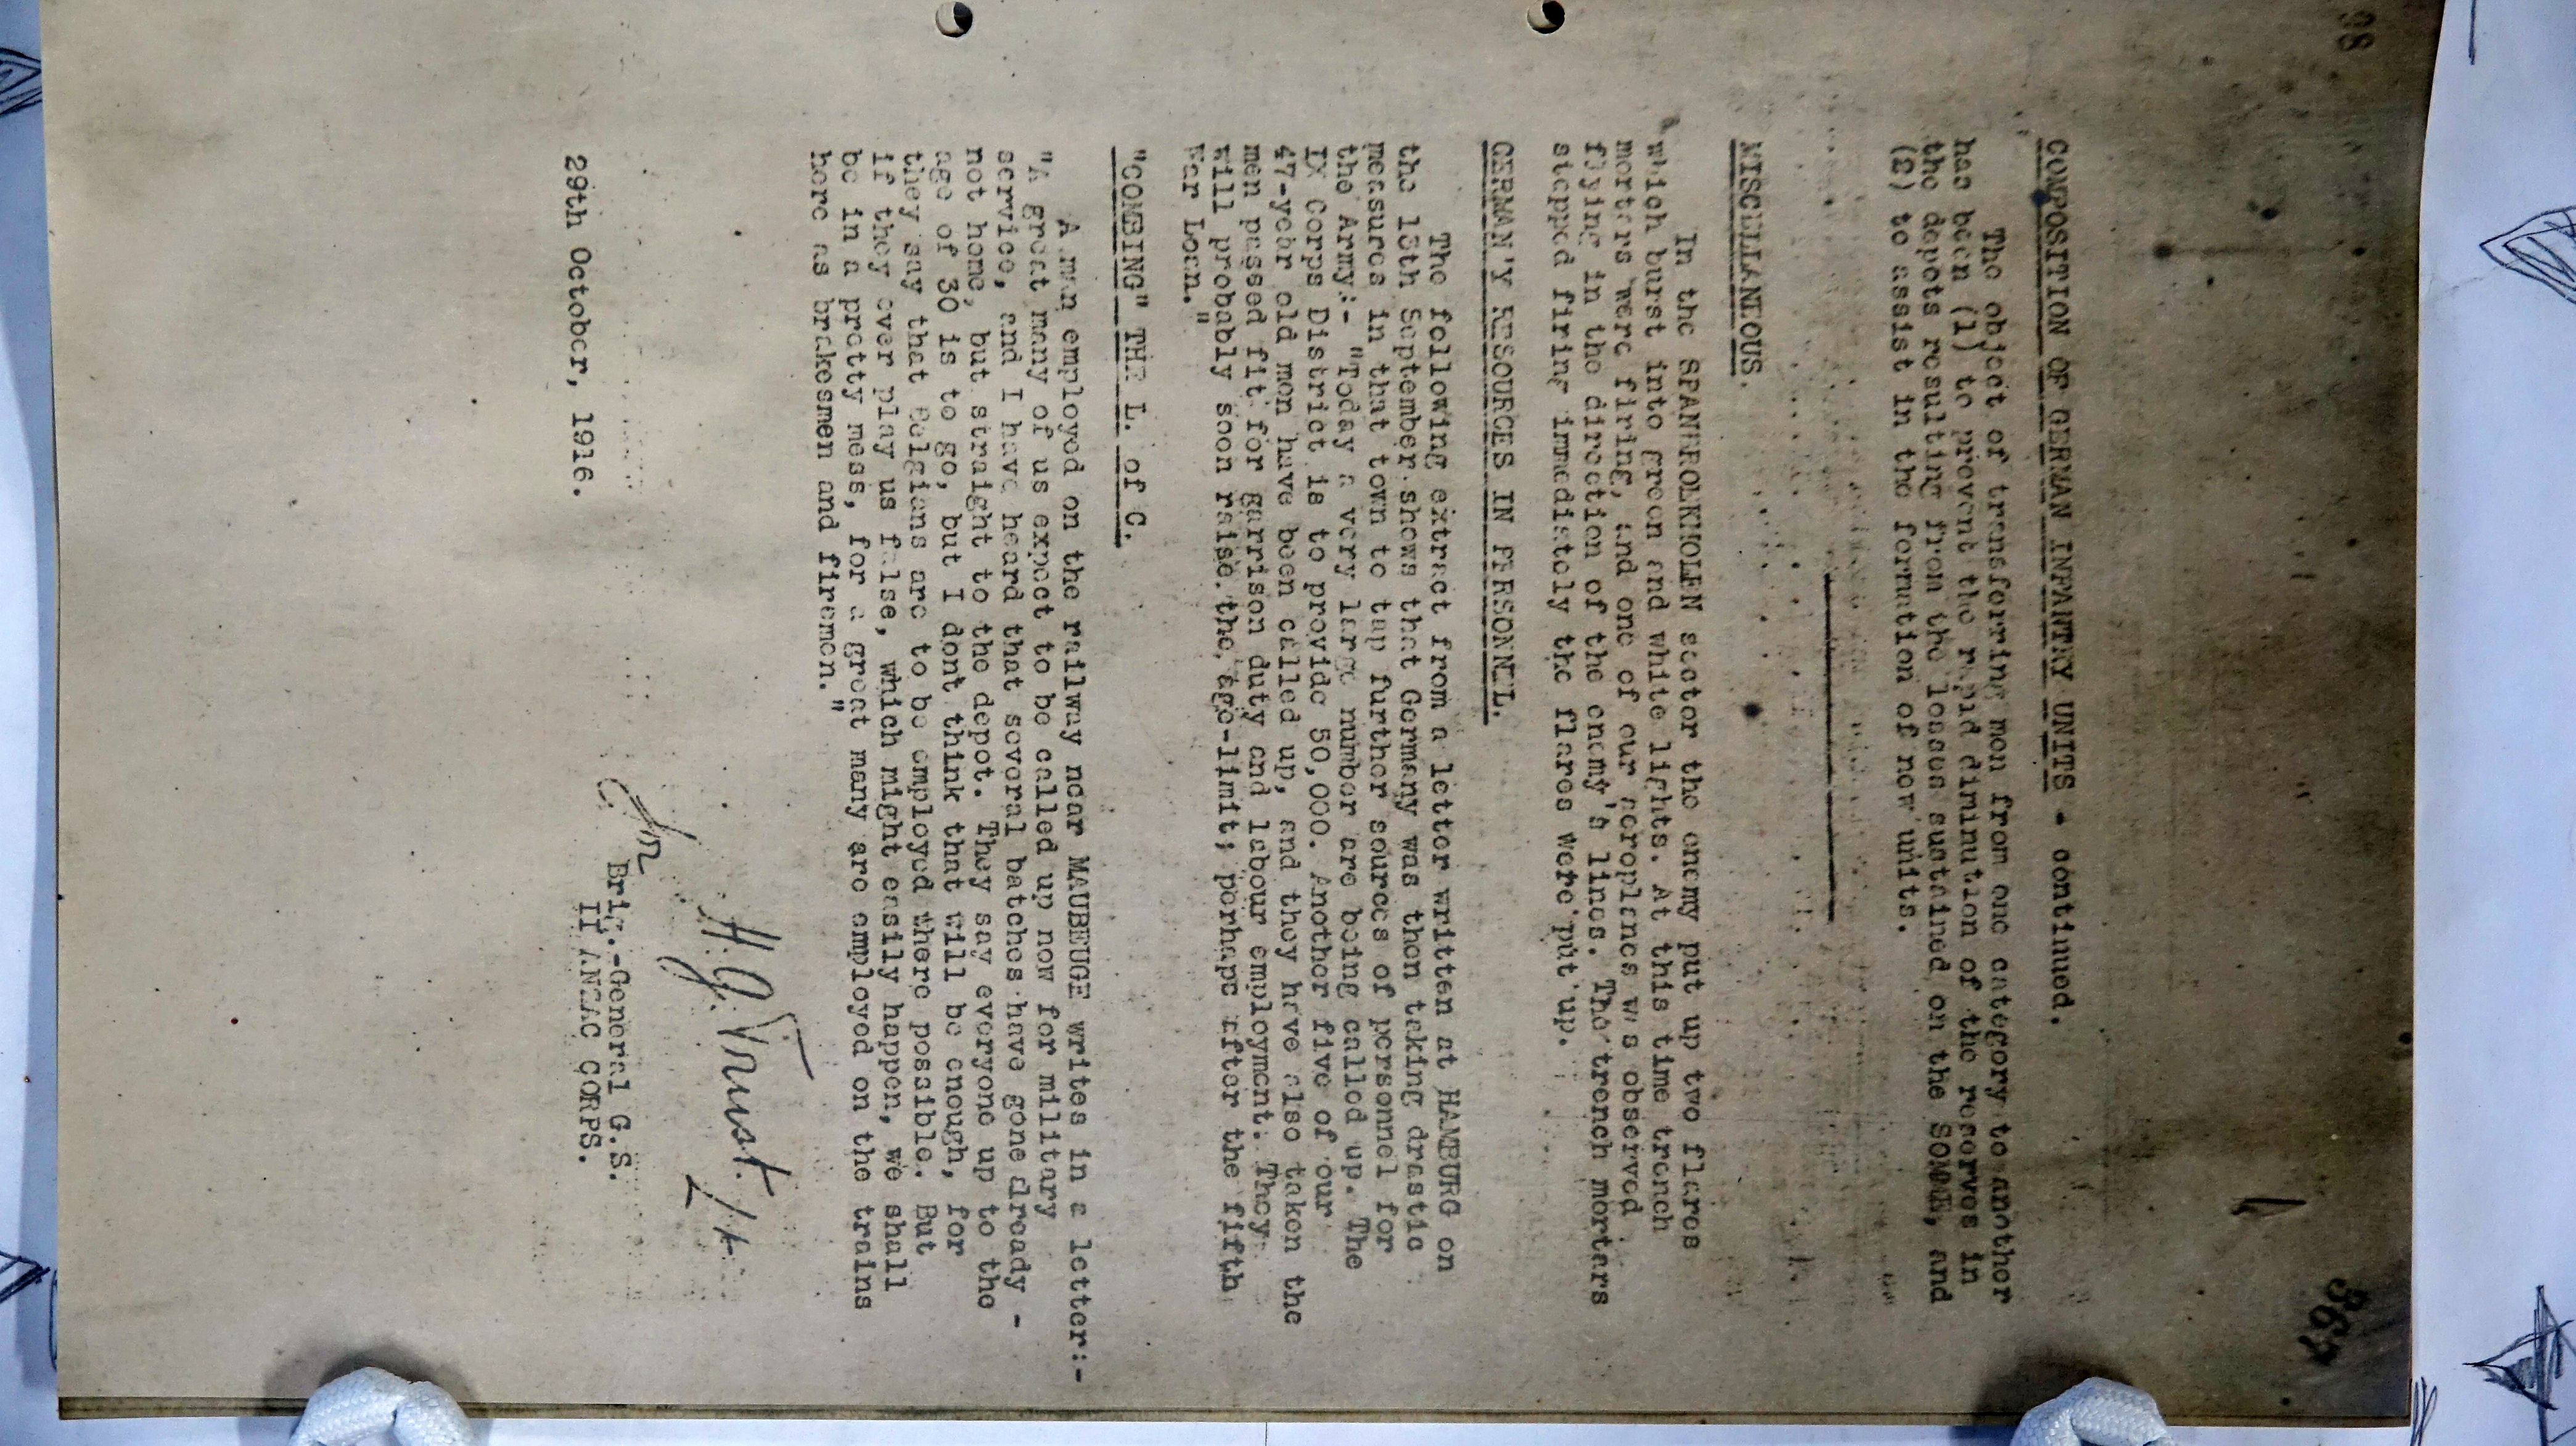 98
COMPOSITION OF GERMAN INFANTRY UNITS - continued.
The object of transferring men from one category to another
has been (1) to prevent the rapid diminution of the reserves in
the depots resulting from the losses sustained on the SOMME, and
(2) to assist in the formation of new units.
MISCELLANEOUS.
In the SPANBROEKMOLEN sector the enemy put up two flares
which burst into green and white lights. At this time trench
mortars were firing, and one of our aeroplanes was observed
flying in the direction of the enemy's lines. The trench mortars
stopped firing immediately the flares were put up.
GERMAN'Y RESOURCES IN PERSONNEL.
The following extract from a letter written at HAMBURG on
the 13th September shows that Germany was then taking drastic
measures in that town to tap further sources of personnel for
the Army:- "Today a very large number are being called up. The
IX Corps District is to provide 50,000. Another five of our
47-year old men have been called up, and they have also taken the
men passed fit for garrison duty and labour employment. They
will probably soon raise the age-limit; perhaps after the fifth
War Loan."
"COMBING" THE L. of C.
A man employed on the railway near MAUBEUGE writes in a letter:-
"A great many of us expect to be called up now for military
service, and I have heard that several batches have gone already -
not home, but straight to the depot. They say everyone up to the
age of 30 is to go, but I dont think that will be enough, for
they say that Belgians are to be employed where possible. But
if they ever play us false, which might easily happen, we shall
be in a pretty mess, for a great many are employed on the trains
here as brakesmen and firemen."
29th October, 1916.
Brig.-General G.S.
II ANZAC CORPS.